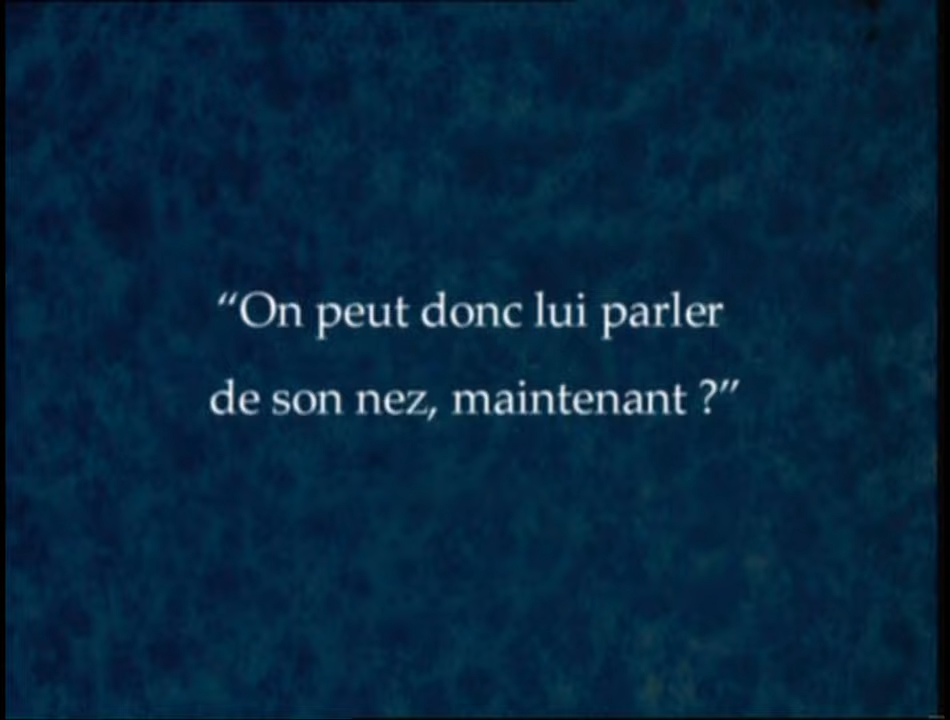 “On peut donc lui parler
de son nez, maintenant ?”